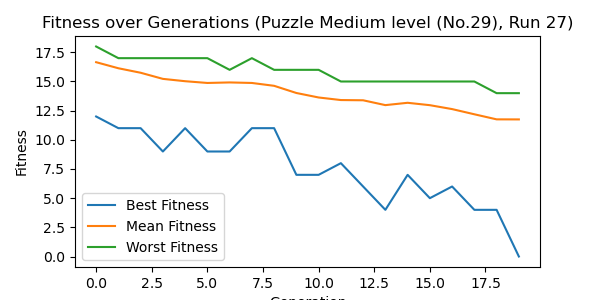 Fitness over Generations (Puzzle Medium level (No.29), Run 27)
Fitness
17.5
15.0
12.5
10.0
7.5
5.0
2.5
0.0
Best Fitness
Mean Fitness
Worst Fitness
0.0 2.5 5.0 7.5 10.0 12.5 15.0 17.5
Generation